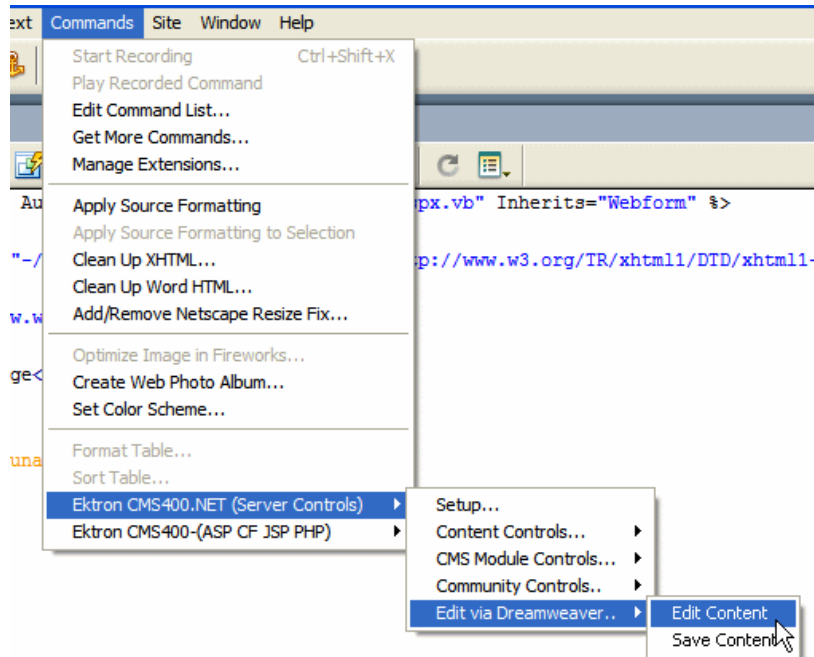 ext Commands Site Window Help
Start Recording Ctrl+Shift+X
Play Recorded Command
Edit Command List...
Get More Commands...
Manage Extensions...
Au px.vb" Inherits="Webform" %>
Apply Source Formatting
Apply Source Formatting to Selection
"-/ p://www.w3.org/TR/xhtml1/DTD/xhtml1-
Clean Up XHTML...
Clean Up Word HTML...
w.w
Add/Remove Netscape Resize Fix...
Optimize Image in Fireworks...
ge<
Create Web Photo Album...
Set Color Scheme...
Format Table...
una
Sort Table...
Ektron CMS400.NET (Server Controls)
Ektron CMS400-(ASP CF JSP PHP)
Setup...
Content Controls...
CMS Module Controls...
Community Controls..
Edit via Dreamweaver..
Edit Content
Save Content